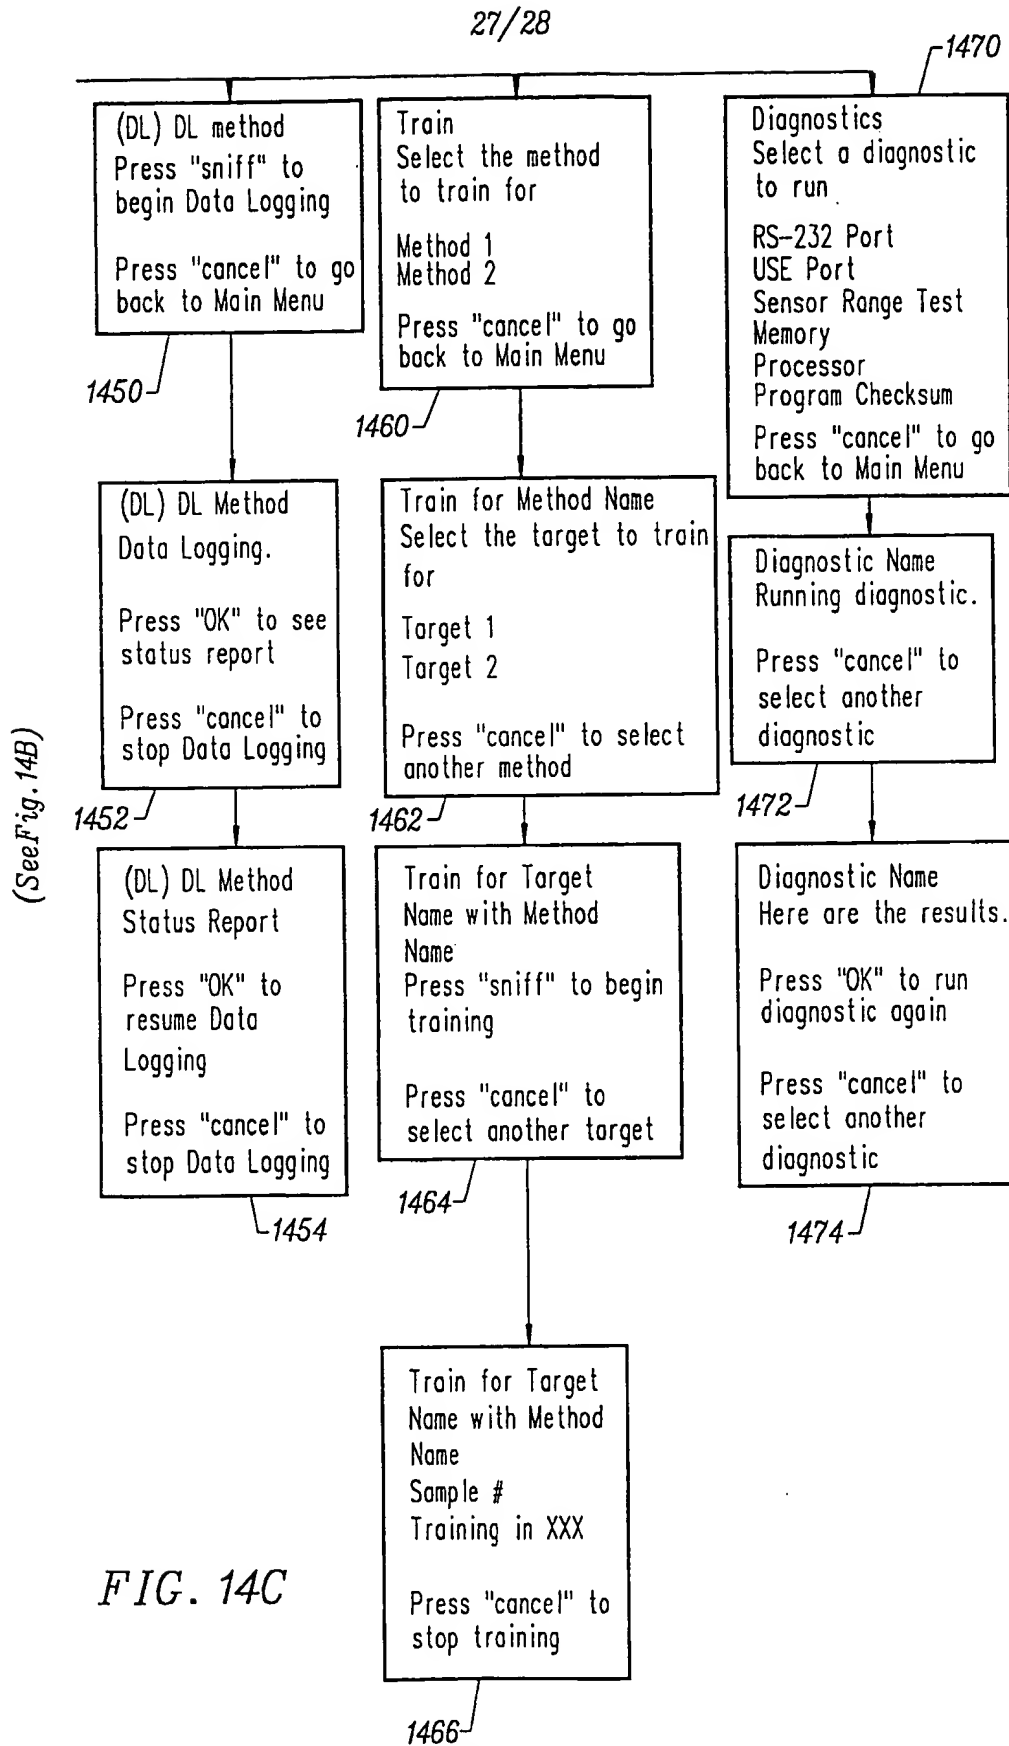 27/28
1470
(DL) DL method
Press "sniff" to
begin Data Logging
Press "cancel" to go
back to Main Menu
1450
Train
Select the method
to train for
Method 1
Method 2
Press "cancel" to go
back to Main Menu
1460
Diagnostics
Select a diagnostic
to run
RS-232 Port
USE Port
Sensor Range Test
Memory
Processor
Program Checksum
Press "cancel" to go
back to Main Menu
(DL) DL Method
Data Logging.
Press "OK" to see
status report
Press "cancel" to
stop Data Logging
1452
Train for Method Name
Select the target to train
for
Target 1
Target 2
Press "cancel" to select
another method
1462
Diagnostic Name
Running diagnostic.
Press "cancel" to
select another
diagnostic
1472
(See Fig. 14B)
(DL) DL Method
Status Report
Press "OK" to
resume Data
Logging
Press "cancel" to
stop Data Logging
1454
Train for Target
Name with Method
Name
Press "sniff" to begin
training
Press "cancel" to
select another target
1464
Diagnostic Name
Here are the results.
Press "OK" to run
diagnostic again
Press "cancel" to
select another
diagnostic
1474
Train for Target
Name with Method
Name
Sample #
Training in XXX
Press "cancel" to
stop training
1466
FIG. 14C